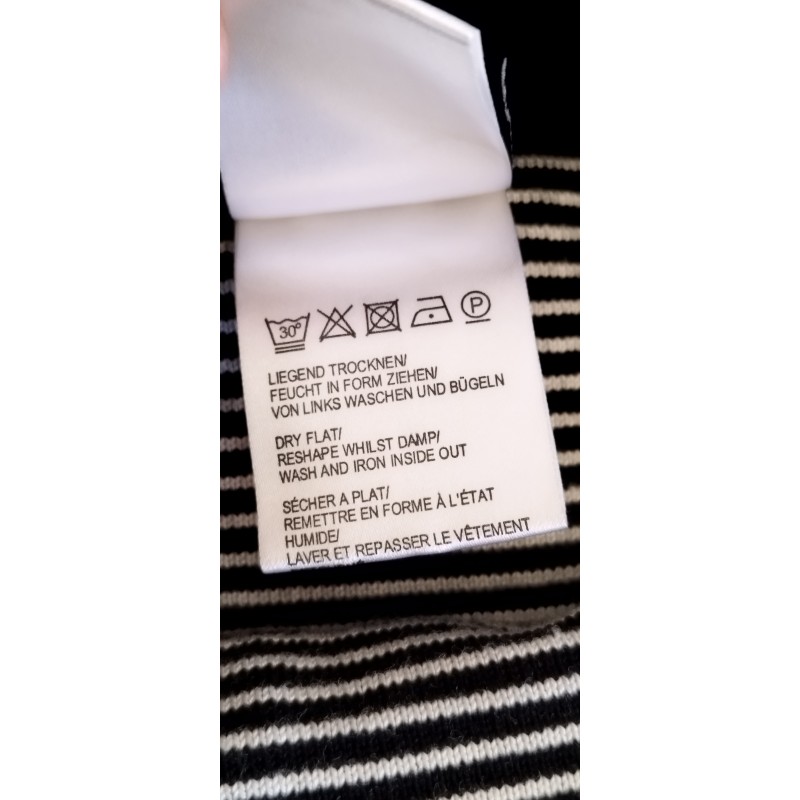 30°
P
LIEGEND TROCKNEN/
FEUCHT IN FORM ZIEHEN/
VON LINKS WASCHEN UND BÜGELN
DRY FLAT/
RESHAPE WHILST DAMP/
WASH AND IRON INSIDE OUT
SÉCHER A PLAT/
REMETTRE EN FORME À L'ÉTAT
HUMIDE/
LAVER ET REPASSER LE VÊTEMENT